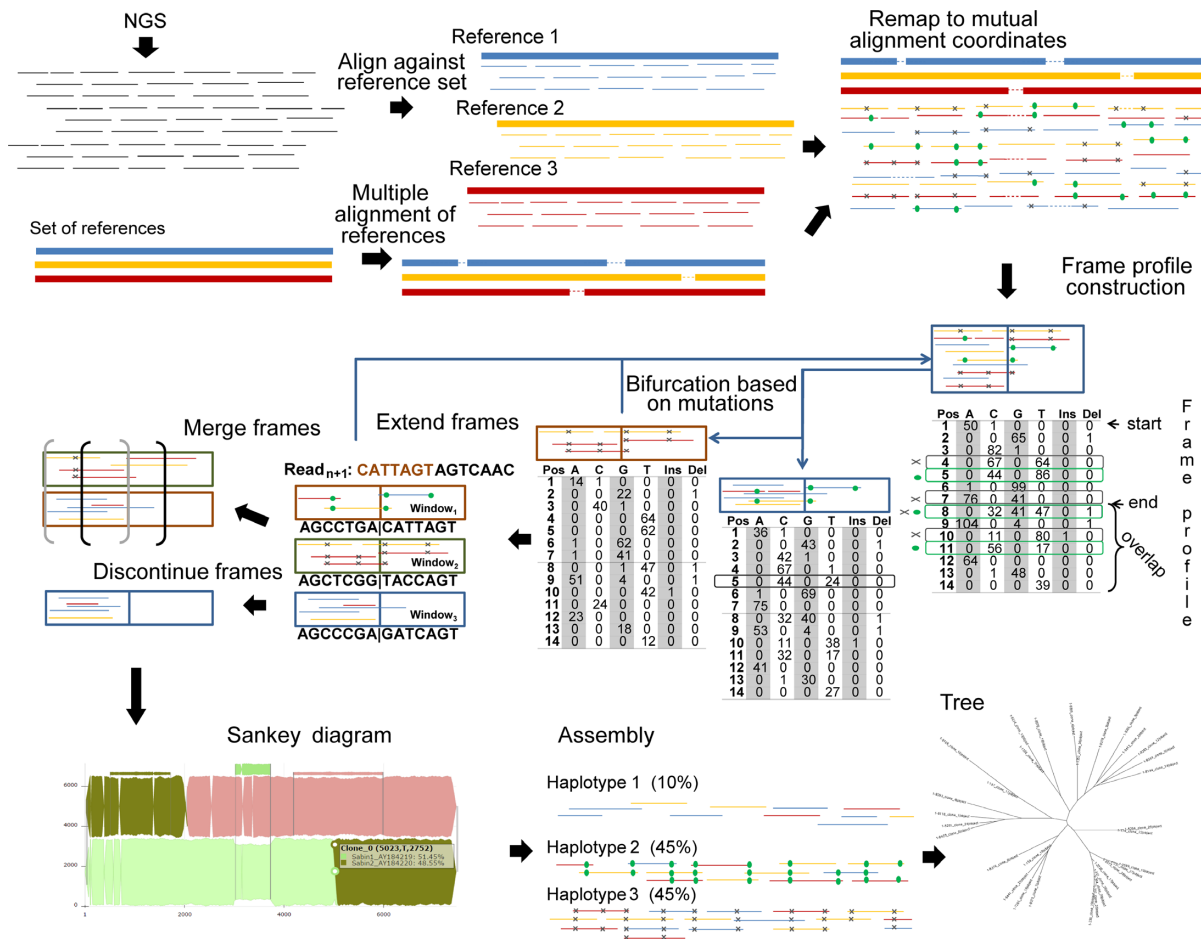 NGS
Align against
reference set
Reference 1
Reference 2
Reference 3
Remap to mutual
alignment coordinates
Set of references
Multiple
alignment of
references
Frame profile
construction
Bifurcation based
on mutations
Extend frames
Merge frames
Discontinue frames
Read n+1: CATTAGTAGTCAAC
Window1
AGCCTGA|CATTAGT
Window2
AGCTCGG|TACCAGT
Window3
AGCCCGA|GATCAGT
Pos A C G T Ins Del
1 14 1 0 0 0 0
2 0 0 22 0 0 1
3 0 40 1 0 0 0
4 0 0 0 64 0 0
5 0 0 0 62 0 0
6 1 0 62 0 0 0
7 1 0 41 0 0 0
8 0 0 1 47 0 1
9 51 0 4 0 0 1
10 0 0 0 42 1 0
11 0 24 0 0 0 0
12 23 0 0 0 0 0
13 0 0 18 0 0 0
14 0 0 0 12 0 0
Pos A C G T Ins Del
1 36 1 0 0 0 0
2 0 0 43 0 0 1
3 0 42 1 0 0 0
4 0 67 0 1 0 0
5 0 44 0 24 0 0
6 1 0 69 0 0 0
7 75 0 0 0 0 0
8 0 32 40 0 0 1
9 53 0 4 0 0 1
10 0 11 0 38 1 0
11 0 32 0 17 0 0
12 41 0 0 0 0 0
13 0 1 30 0 0 0
14 0 0 0 27 0 0
Pos A C G T Ins Del
1 50 1 0 0 0 0
2 0 0 65 0 0 1
3 0 82 1 0 0 0
4 0 67 0 64 0 0
5 0 44 0 86 0 0
6 1 0 99 0 0 0
7 76 0 41 0 0 0
8 0 32 41 47 0 1
9 104 0 4 0 0 1
10 0 11 0 80 1 0
11 0 56 0 17 0 0
12 64 0 0 0 0 0
13 0 1 48 0 0 0
14 0 0 0 39 0 0
start
end
overlap
Frame profile
Sankey diagram
6000
4000
2000
0
1
2000
4000
6000
Clone_0 (5023,T,2752)
Sabin1_AY184219: 51.45%
Sabin2_AY184220: 48.55%
Assembly
Haplotype 1 (10%)
Haplotype 2 (45%)
Haplotype 3 (45%)
Tree